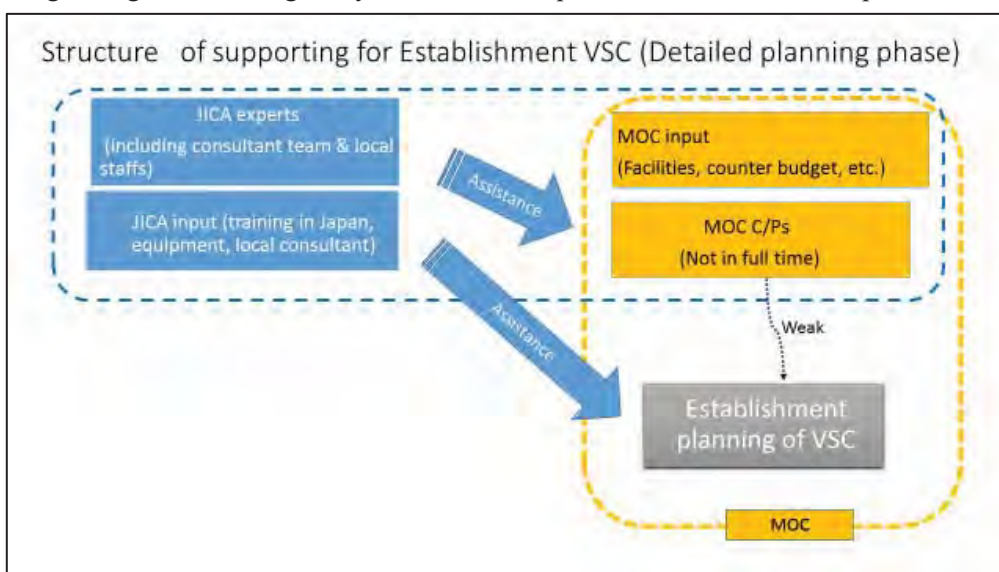 Structure of supporting for Establishment VSC (Detailed planning phase)
JICA experts
(including consultant team & local
staffs)
JICA input (training in Japan,
equipment, local consultant)
Assistance
Assistance
MOC input
(Facilities, counter budget, etc.)
MOC C/Ps
(Not in full time)
Weak
Establishment
planning of VSC
MOC